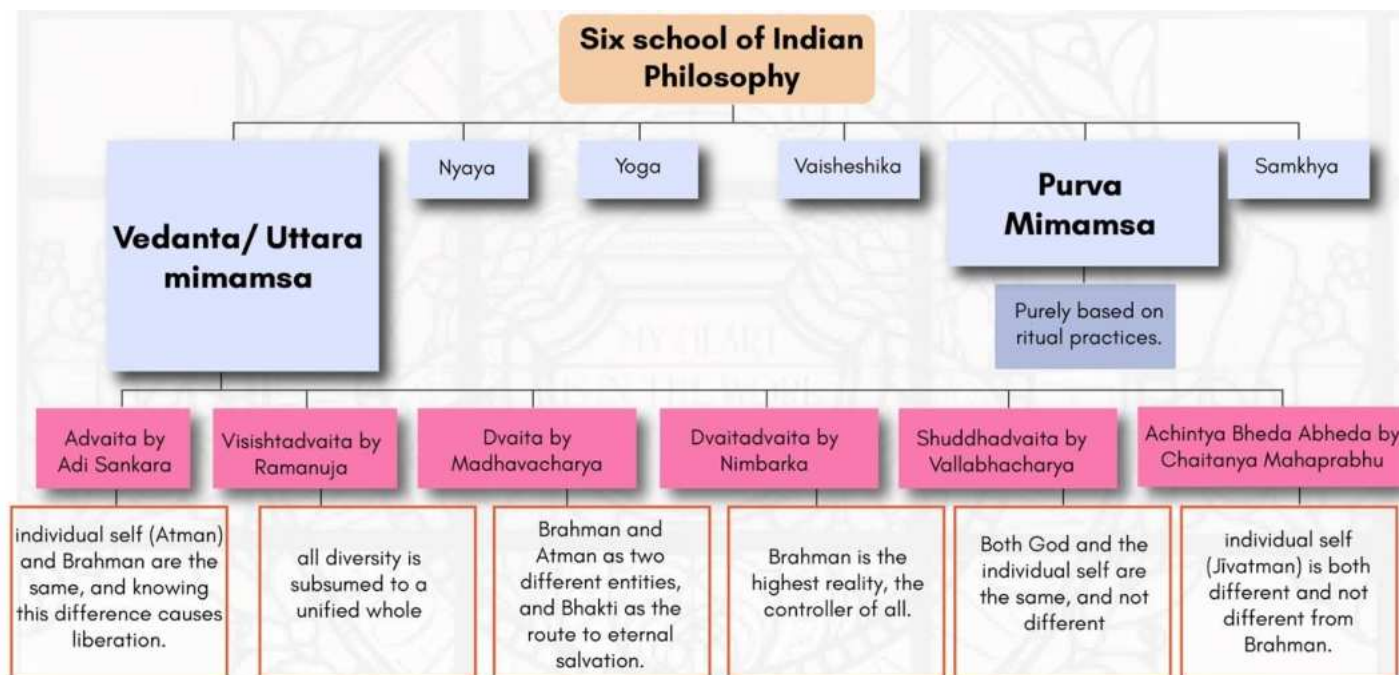 Six school of Indian
Philosophy
Vedanta/ Uttara
mimamsa
Nyaya
Yoga
Vaisheshika
Purva
Mimamsa
Samkhya
Purely based on
ritual practices.
Advaita by
Adi Sankara
Visishtadvaita by
Ramanuja
Dvaita by
Madhavacharya
Dvaitadvaita by
Nimbarka
Shuddhadvaita by
Vallabhacharya
Achintya Bheda Abheda by
Chaitanya Mahaprabhu
individual self (Atman)
and Brahman are the
same, and knowing
this difference causes
liberation.
all diversity is
subsumed to a
unified whole
Brahman and
Atman as two
different entities,
and Bhakti as the
route to eternal
salvation.
Brahman is the
highest reality, the
controller of all.
Both God and the
individual self are
the same, and not
different
individual self
(Jīvatman) is both
different and not
different from
Brahman.